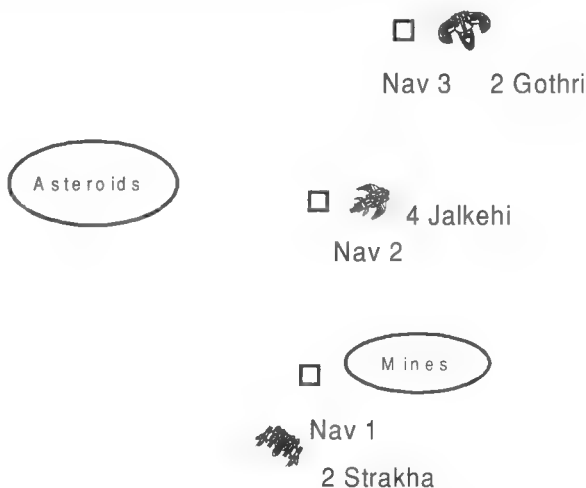 Nav 3 2 Gothri
Asteroids
4 Jalkehi
Nav 2
Mines
Nav 1
2 Strakha